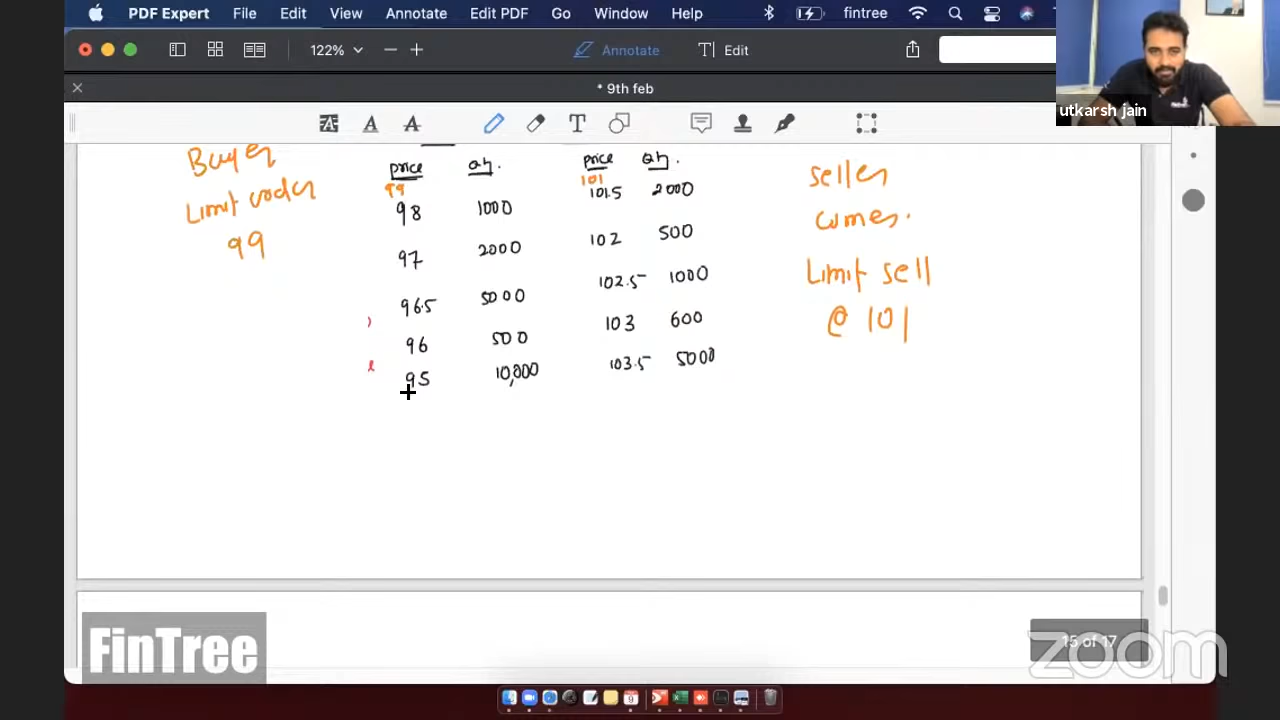 PDF Expert File Edit View Annotate Edit PDF Go Window Help fintree
122% Annotate T| Edit
* 9th feb
utkarsh jain
Buyer
Limit order
99
price qty. price qty.
99 101
98 1000 101.5 2000
97 2000 102 500
96.5 5000 102.5 1000
96 500 103 600
95 10,000 103.5 5000
seller
comes.
Limit sell
@ 101
FinTree
15 of 17
zoom